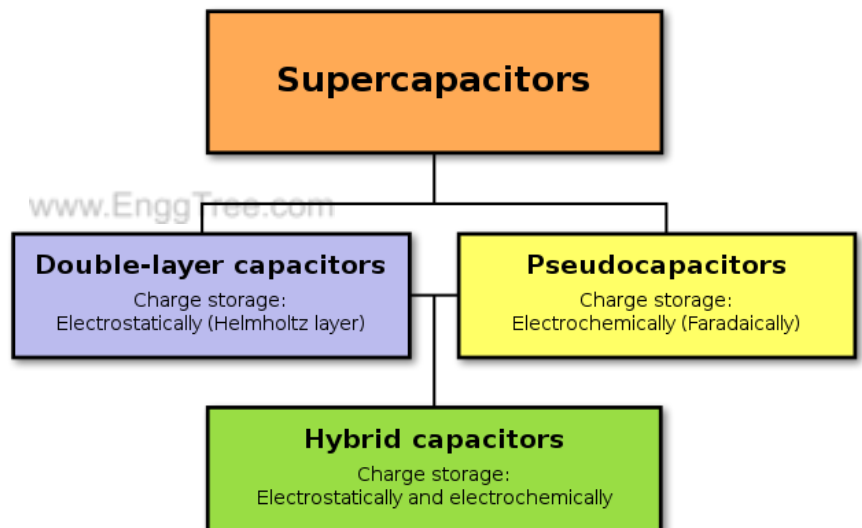 Supercapacitors
www.EnggTree.com
Double-layer capacitors
Charge storage:
Electrostatically (Helmholtz layer)
Pseudocapacitors
Charge storage:
Electrochemically (Faradaically)
Hybrid capacitors
Charge storage:
Electrostatically and electrochemically